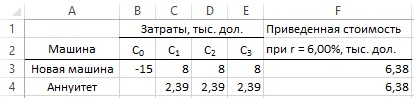 A B C D E F
1 Затраты, тыс. дол. Приведенная стоимость
2 Машина C0 C1 C2 C3 при r = 6,00%, тыс. дол.
3 Новая машина -15 8 8 8 6,38
4 Аннуитет 2,39 2,39 2,39 6,38